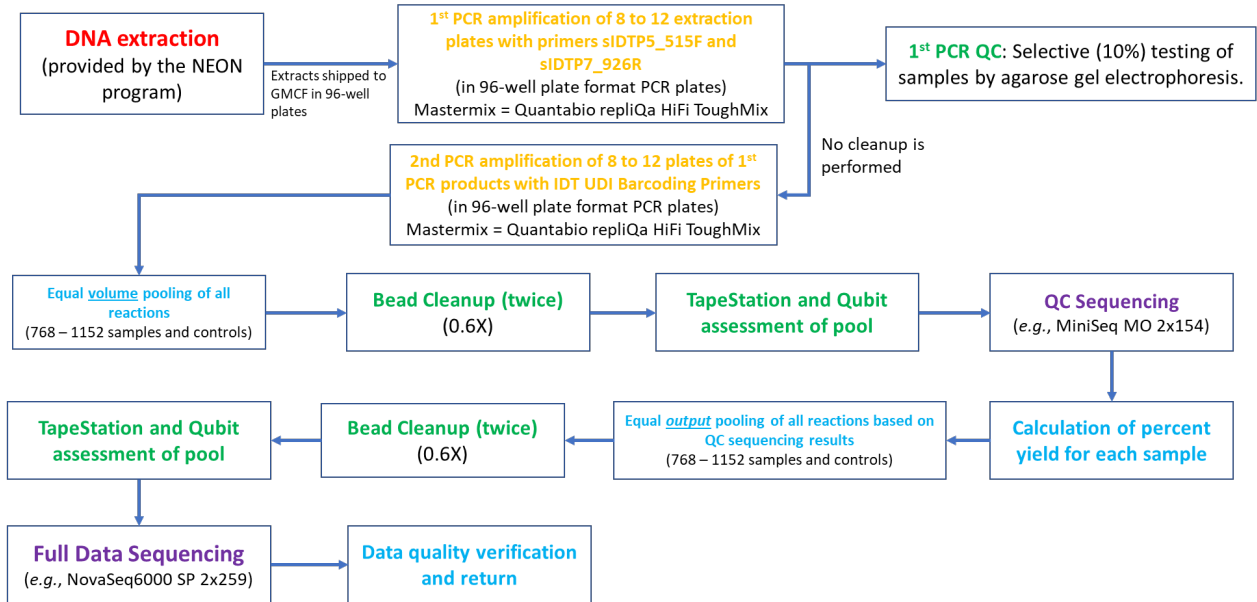 DNA extraction
(provided by the NEON
program)
Extracts shipped to
GMCF in 96-well
plates
1st PCR amplification of 8 to 12 extraction
plates with primers sIDTP5_515F and
sIDTP7_926R
(in 96-well plate format PCR plates)
Mastermix = Quantabio repliQa HiFi ToughMix
1st PCR QC: Selective (10%) testing of
samples by agarose gel electrophoresis.
No cleanup is
performed
2nd PCR amplification of 8 to 12 plates of 1st
PCR products with IDT UDI Barcoding Primers
(in 96-well plate format PCR plates)
Mastermix = Quantabio repliQa HiFi ToughMix
Equal volume pooling of all
reactions
(768 – 1152 samples and controls)
Bead Cleanup (twice)
(0.6X)
TapeStation and Qubit
assessment of pool
QC Sequencing
(e.g., MiniSeq MO 2x154)
Calculation of percent
yield for each sample
Equal output pooling of all reactions based on
QC sequencing results
(768 – 1152 samples and controls)
Bead Cleanup (twice)
(0.6X)
TapeStation and Qubit
assessment of pool
Full Data Sequencing
(e.g., NovaSeq6000 SP 2x259)
Data quality verification
and return